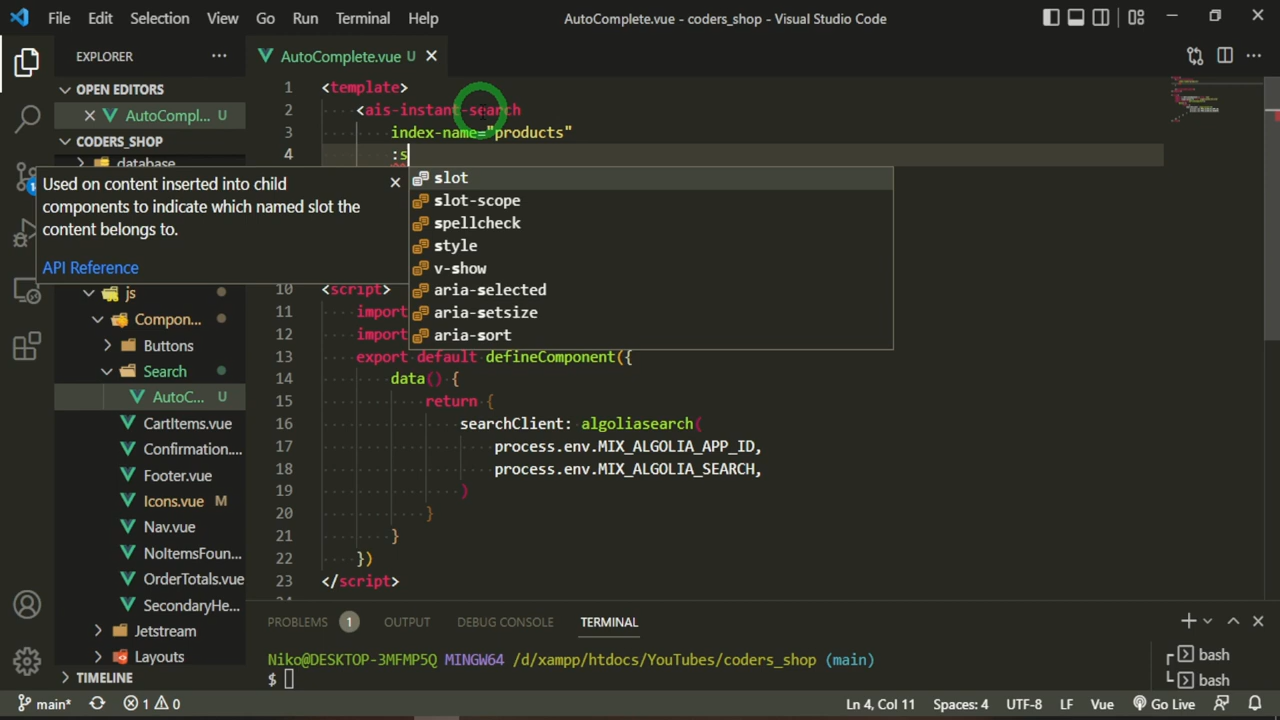 File Edit Selection View Go Run Terminal Help
AutoComplete.vue - coders_shop - Visual Studio Code
EXPLORER
AutoComplete.vue U
OPEN EDITORS
AutoCompl... U
CODERS_SHOP
database
Used on content inserted into child
components to indicate which named slot the
content belongs to.
API Reference
js
Compon...
Buttons
Search
AutoC... U
CartItems.vue
Confirmation....
Footer.vue
Icons.vue M
Nav.vue
NoItemsFoun...
OrderTotals.vue
SecondaryHe...
Jetstream
Layouts
TIMELINE
1 <template>
2 <ais-instant-search
3 index-name="products"
4 :s
slot
slot-scope
spellcheck
style
v-show
aria-selected
aria-setsize
aria-sort
10 <script>
11 import
12 import
13 export default defineComponent({
14 data() {
15 return {
16 searchClient: algoliasearch(
17 process.env.MIX_ALGOLIA_APP_ID,
18 process.env.MIX_ALGOLIA_SEARCH,
19 )
20 }
21 }
22 })
23 </script>
PROBLEMS 1 OUTPUT DEBUG CONSOLE TERMINAL
Niko@DESKTOP-3MFMP5Q MINGW64 /d/xampp/htdocs/YouTubes/coders_shop (main)
$
bash
bash
main* 1 0 Ln 4, Col 11 Spaces: 4 UTF-8 LF Vue Go Live